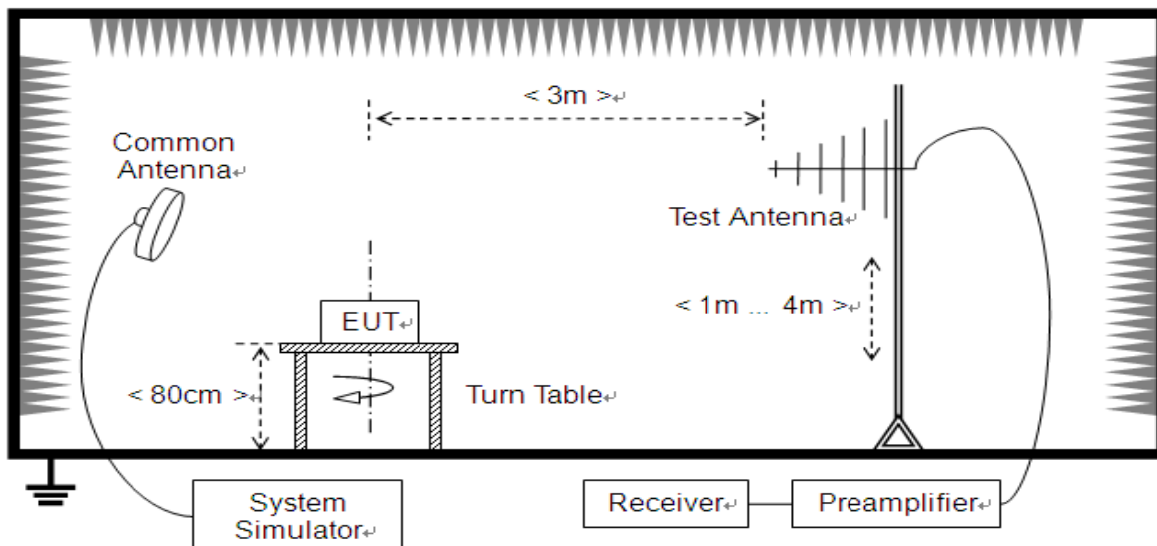 < 3m >↵
Common
Antenna↵
Test Antenna↵
< 1m ... 4m >↵
EUT↵
< 80cm >↵
Turn Table↵
System
Simulator↵
Receiver↵
Preamplifier↵